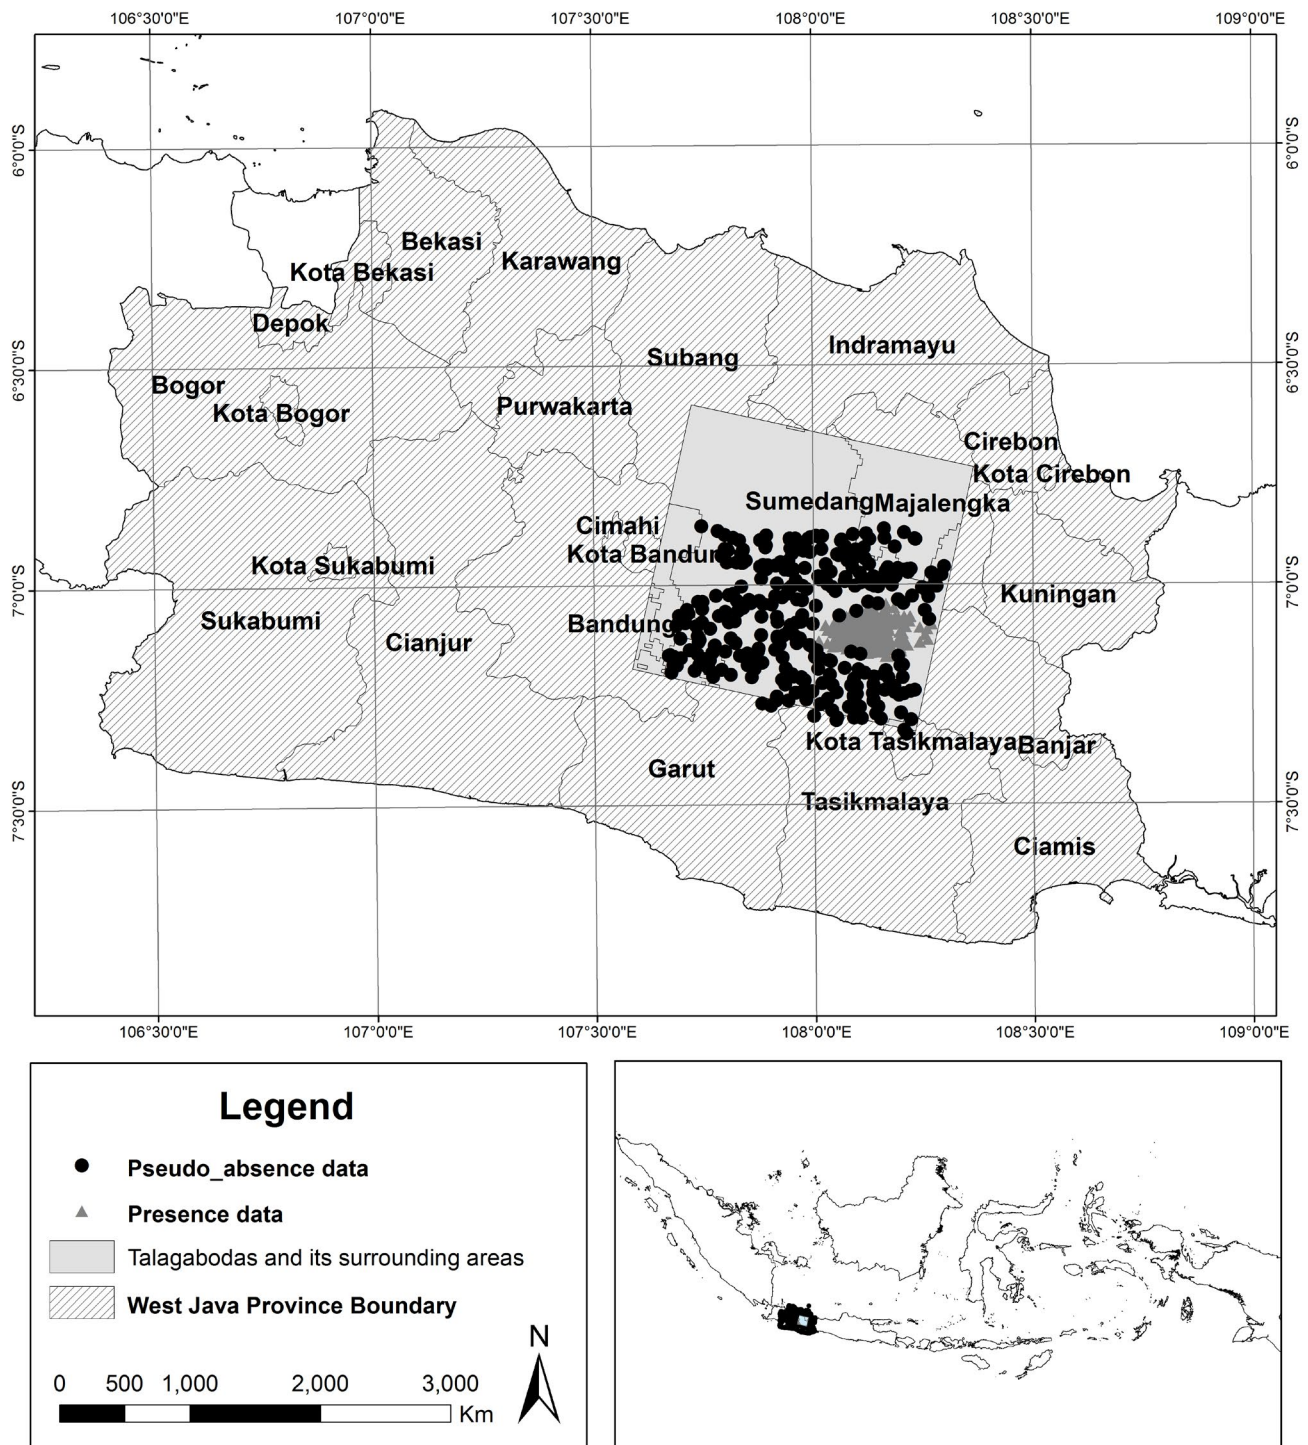 106°30'0"E 107°0'0"E 107°30'0"E 108°0'0"E 108°30'0"E 109°0'0"E
6°0'0"S 6°0'0"S
Bekasi
Karawang
Kota Bekasi
Depok
Indramayu
Subang
6°30'0"S 6°30'0"S
Bogor
Kota Bogor
Purwakarta
Cirebon
Kota Cirebon
Sumedang Majalengka
Cimahi
Kota Bandun
Kota Sukabumi
7°0'0"S 7°0'0"S
Kuningan
Sukabumi
Bandung
Cianjur
Kota Tasikmalaya Banjar
Garut
7°30'0"S 7°30'0"S
Tasikmalaya
Ciamis
106°30'0"E 107°0'0"E 107°30'0"E 108°0'0"E 108°30'0"E 109°0'0"E
Legend
Pseudo_absence data
Presence data
Talagabodas and its surrounding areas
West Java Province Boundary
N
0 500 1,000 2,000 3,000
Km